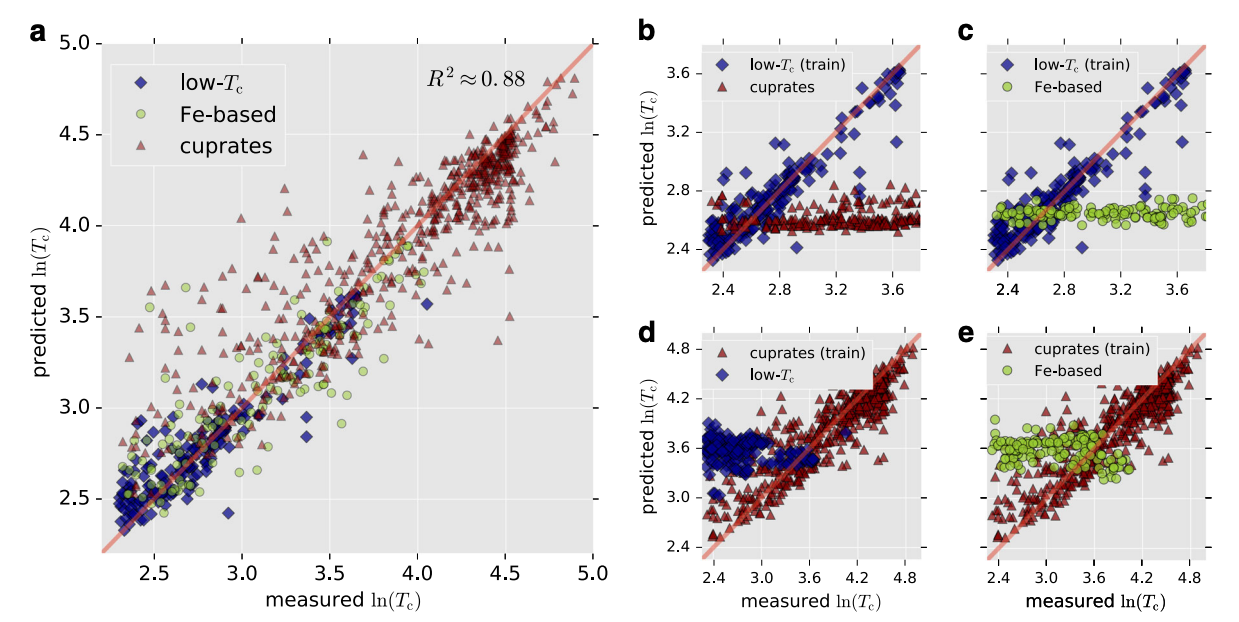 a
5.0
4.5
4.0
3.5
3.0
2.5
predicted ln(Tc)
low-Tc
Fe-based
cuprates
R² ≈ 0.88
2.5 3.0 3.5 4.0 4.5 5.0
measured ln(Tc)
b
3.6
3.2
2.8
2.4
predicted ln(Tc)
low-Tc (train)
cuprates
2.4 2.8 3.2 3.6
c
low-Tc (train)
Fe-based
2.4 2.8 3.2 3.6
d
4.8
4.2
3.6
3.0
2.4
predicted ln(Tc)
cuprates (train)
low-Tc
2.4 3.0 3.6 4.2 4.8
measured ln(Tc)
e
cuprates (train)
Fe-based
2.4 3.0 3.6 4.2 4.8
measured ln(Tc)